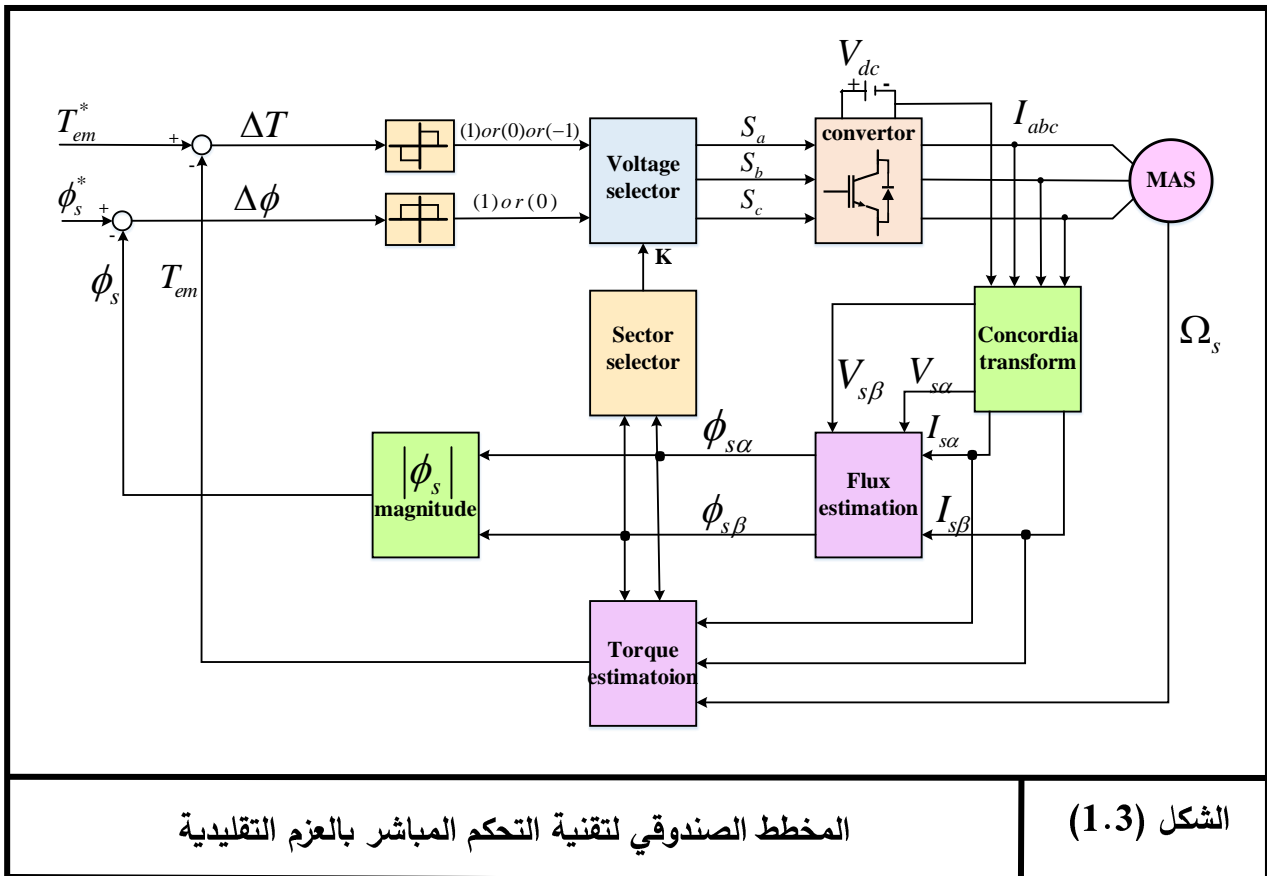 V_dc
+ -
T_em^*
+
-
ΔT
(1)or(0)or(−1)
Voltage
selector
S_a
S_b
S_c
convertor
I_abc
MAS
ϕ_s^*
+
-
Δϕ
(1) or (0)
K
ϕ_s
T_em
Sector
selector
Concordia
transform
Ω_s
V_sβ
V_sα
|ϕ_s|
magnitude
ϕ_sα
ϕ_sβ
Flux
estimation
I_sα
I_sβ
Torque
estimatoion
المخطط الصندوقي لتقنية التحكم المباشر بالعزم التقليدية
الشكل (1.3)